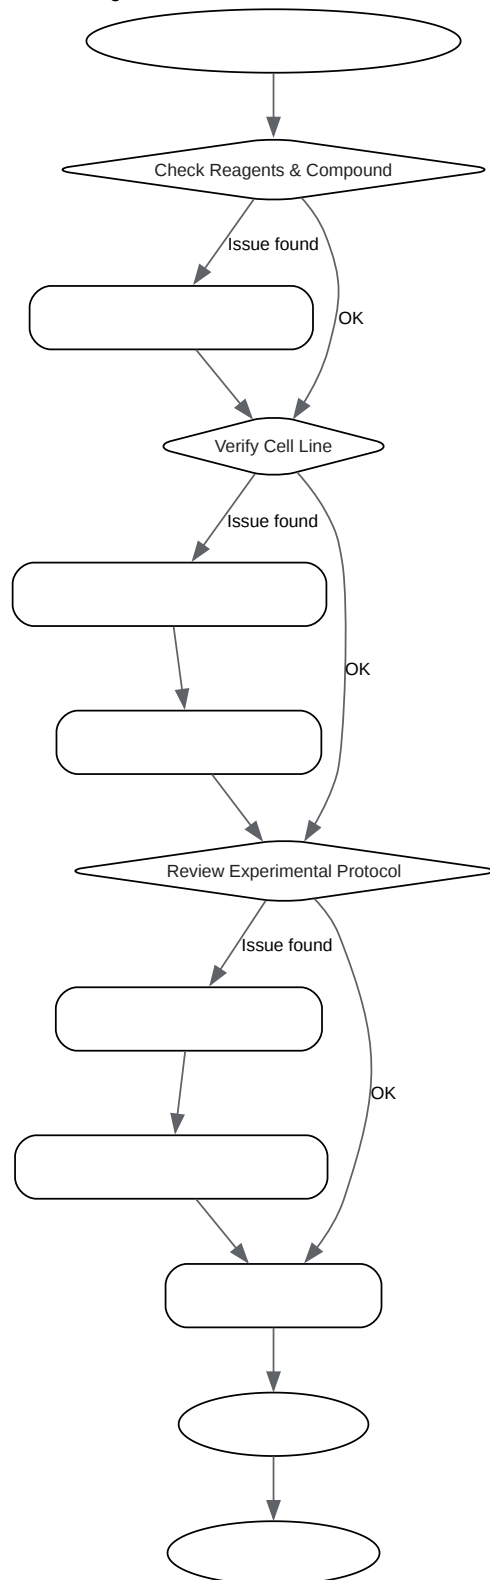 Check Reagents & Compound
Issue found
OK
Verify Cell Line
Issue found
OK
Review Experimental Protocol
Issue found
OK